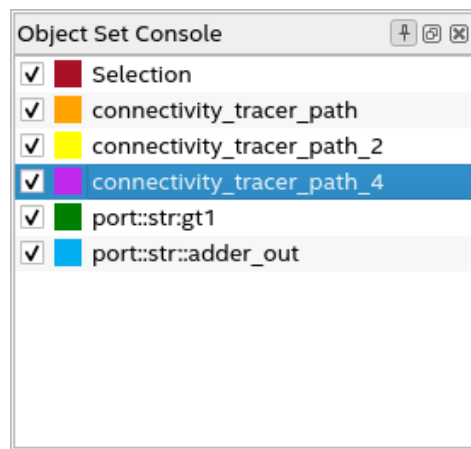 Object Set Console
Selection
connectivity_tracer_path
connectivity_tracer_path_2
connectivity_tracer_path_4
port::str:gt1
port::str::adder_out